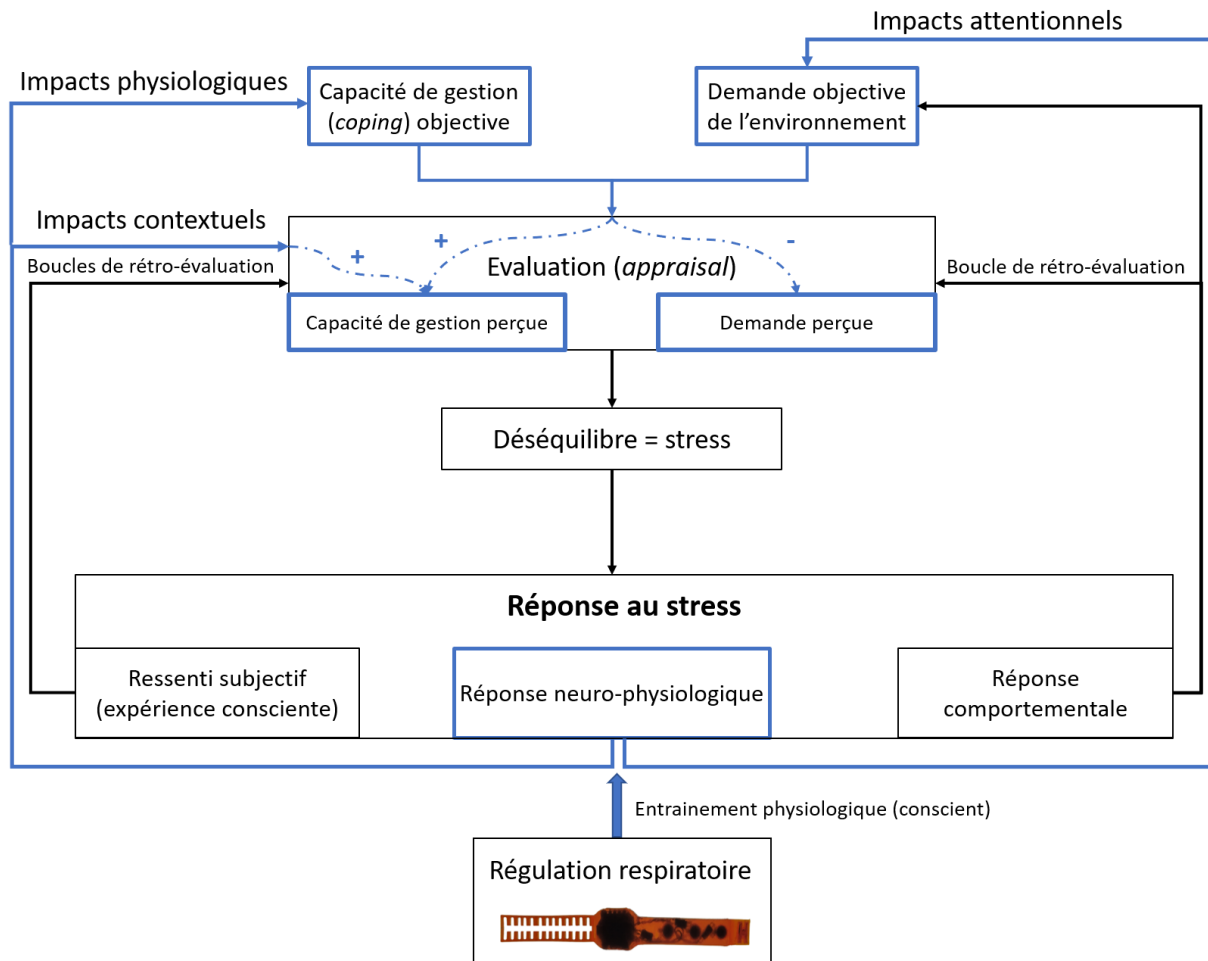 Impacts attentionnels
Impacts physiologiques
Capacité de gestion
(coping) objective
Demande objective
de l’environnement
Impacts contextuels
+
+
-
Boucles de rétro-évaluation
Evaluation (appraisal)
Boucle de rétro-évaluation
Capacité de gestion perçue
Demande perçue
Déséquilibre = stress
Réponse au stress
Ressenti subjectif
(expérience consciente)
Réponse neuro-physiologique
Réponse
comportementale
Entrainement physiologique (conscient)
Régulation respiratoire